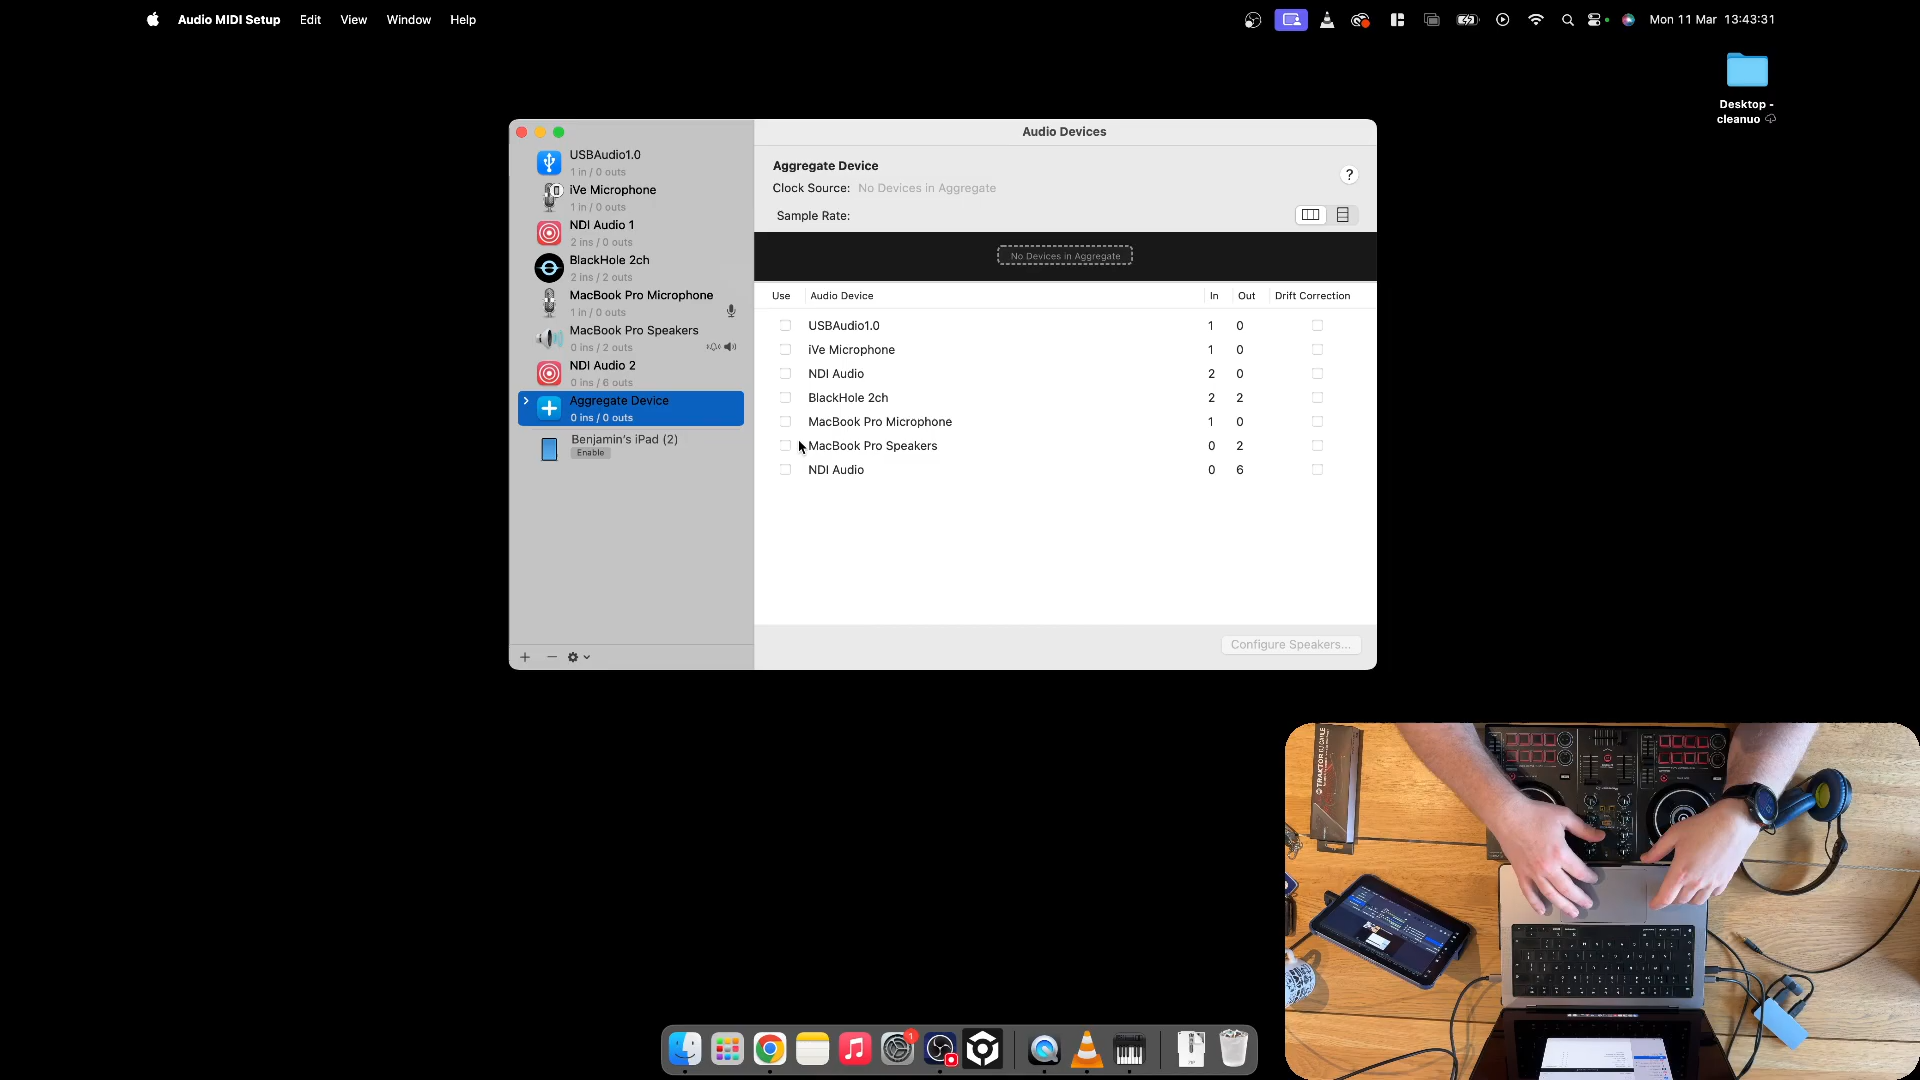 Audio MIDI Setup Edit View Window Help
Mon 11 Mar 13:43:31
Desktop -
cleanuo
Audio Devices
USBAudio1.0
1 in / 0 outs
iVe Microphone
1 in / 0 outs
NDI Audio 1
2 ins / 0 outs
BlackHole 2ch
2 ins / 2 outs
MacBook Pro Microphone
1 in / 0 outs
MacBook Pro Speakers
0 ins / 2 outs
NDI Audio 2
0 ins / 6 outs
Aggregate Device
0 ins / 0 outs
Benjamin's iPad (2)
Enable
Aggregate Device
?
Clock Source: No Devices in Aggregate
Sample Rate:
No Devices in Aggregate
Use Audio Device In Out Drift Correction
USBAudio1.0 1 0
iVe Microphone 1 0
NDI Audio 2 0
BlackHole 2ch 2 2
MacBook Pro Microphone 1 0
MacBook Pro Speakers 0 2
NDI Audio 0 6
Configure Speakers...
1